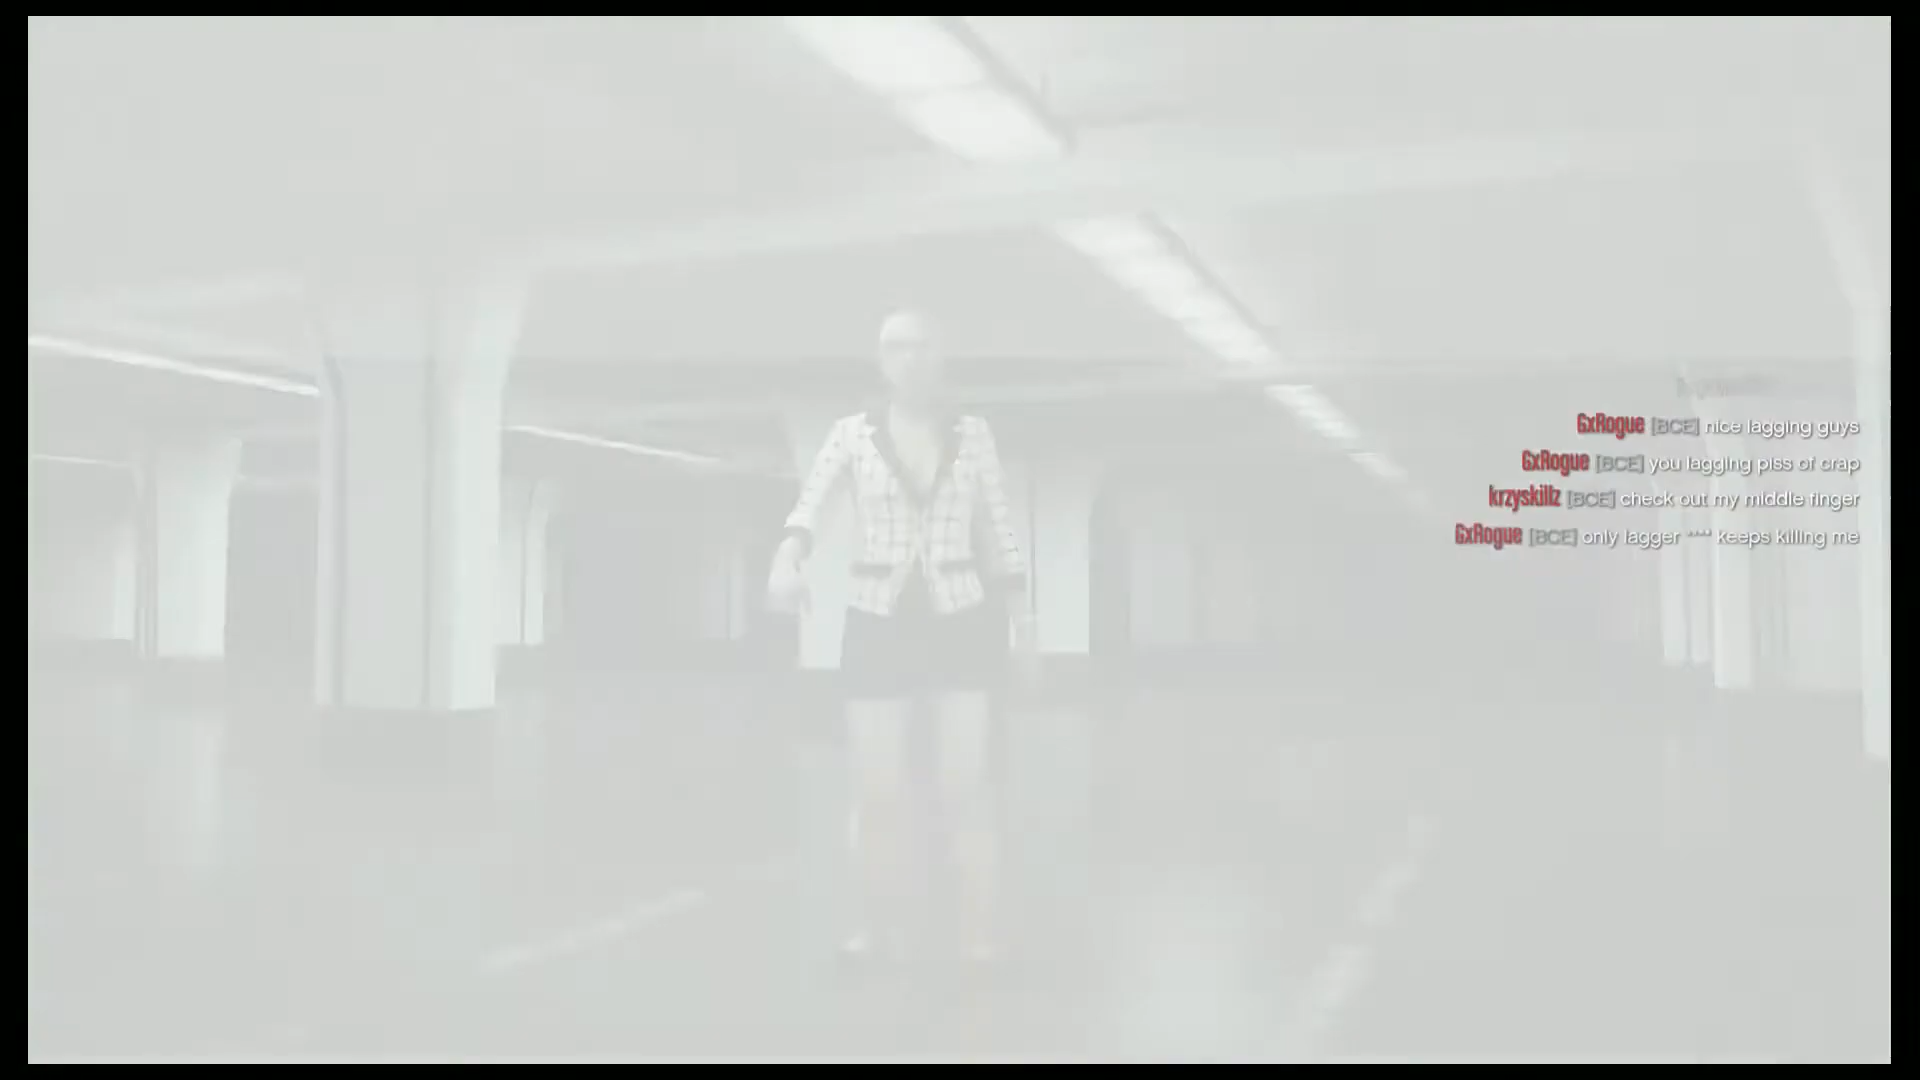 GxRogue [BCE] nice lagging guys
GxRogue [BCE] you lagging piss of crap
krzyskillz [BCE] check out my middle finger
GxRogue [BCE] only lagger **** keeps killing me